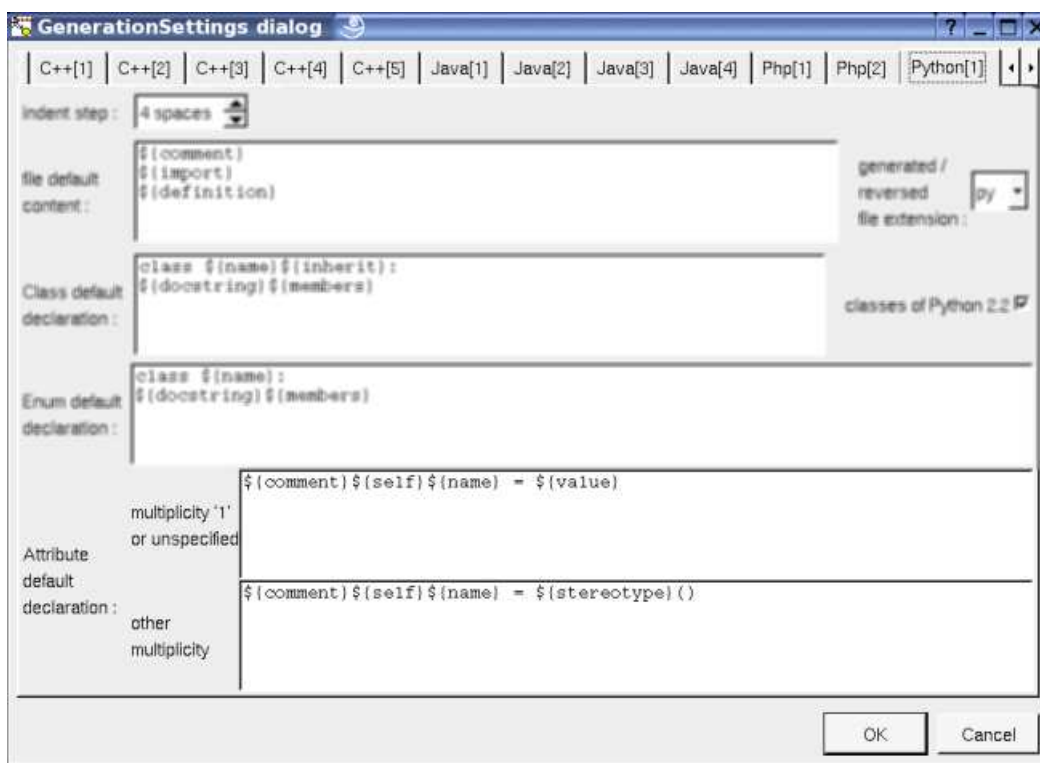 GenerationSettings dialog
C++[1] C++[2] C++[3] C++[4] C++[5] Java[1] Java[2] Java[3] Java[4] Php[1] Php[2] Python[1]
indent step : 4 spaces
file default content :
${comment}
${import}
${definition}
generated / reversed file extension : py
Class default declaration :
class ${name}${inherit}:
${docstring}${members}
classes of Python 2.2
Enum default declaration :
class ${name}:
${docstring}${members}
Attribute default declaration :
multiplicity '1' or unspecified
${comment}${self}${name} = ${value}
other multiplicity
${comment}${self}${name} = ${stereotype}()
OK Cancel